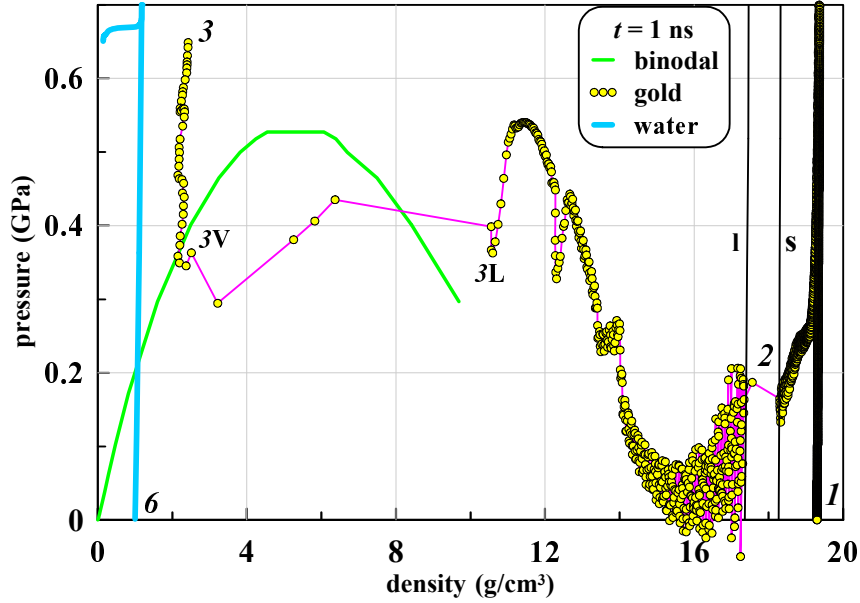 t = 1 ns
binodal
gold
water
3
0.6
3V
3L
l
s
2
1
6
pressure (GPa)
0.4
0.2
0
0
4
8
12
16
20
density (g/cm³)